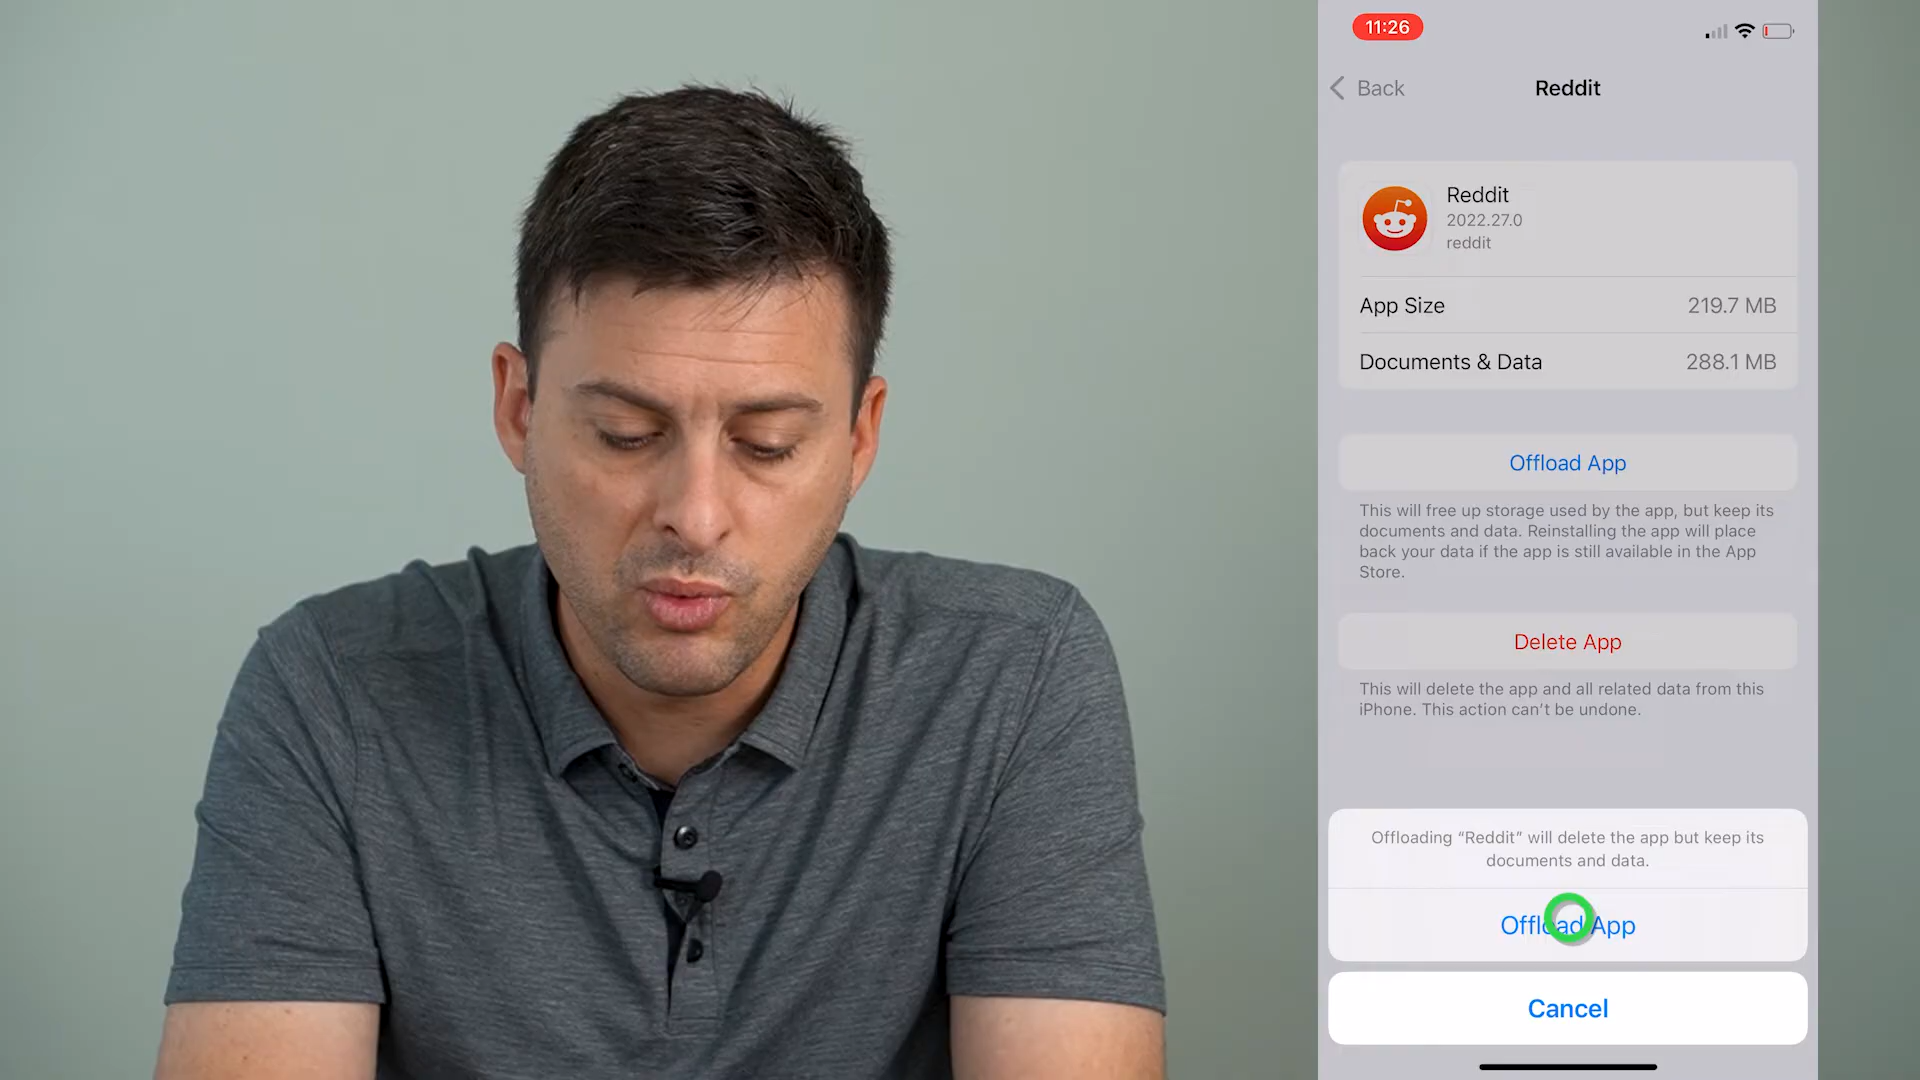 11:26
Back
Reddit
Reddit
2022.27.0
reddit
App Size
219.7 MB
Documents & Data
288.1 MB
Offload App
This will free up storage used by the app, but keep its
documents and data. Reinstalling the app will place
back your data if the app is still available in the App
Store.
Delete App
This will delete the app and all related data from this
iPhone. This action can't be undone.
Offloading “Reddit” will delete the app but keep its
documents and data.
Offload App
Cancel